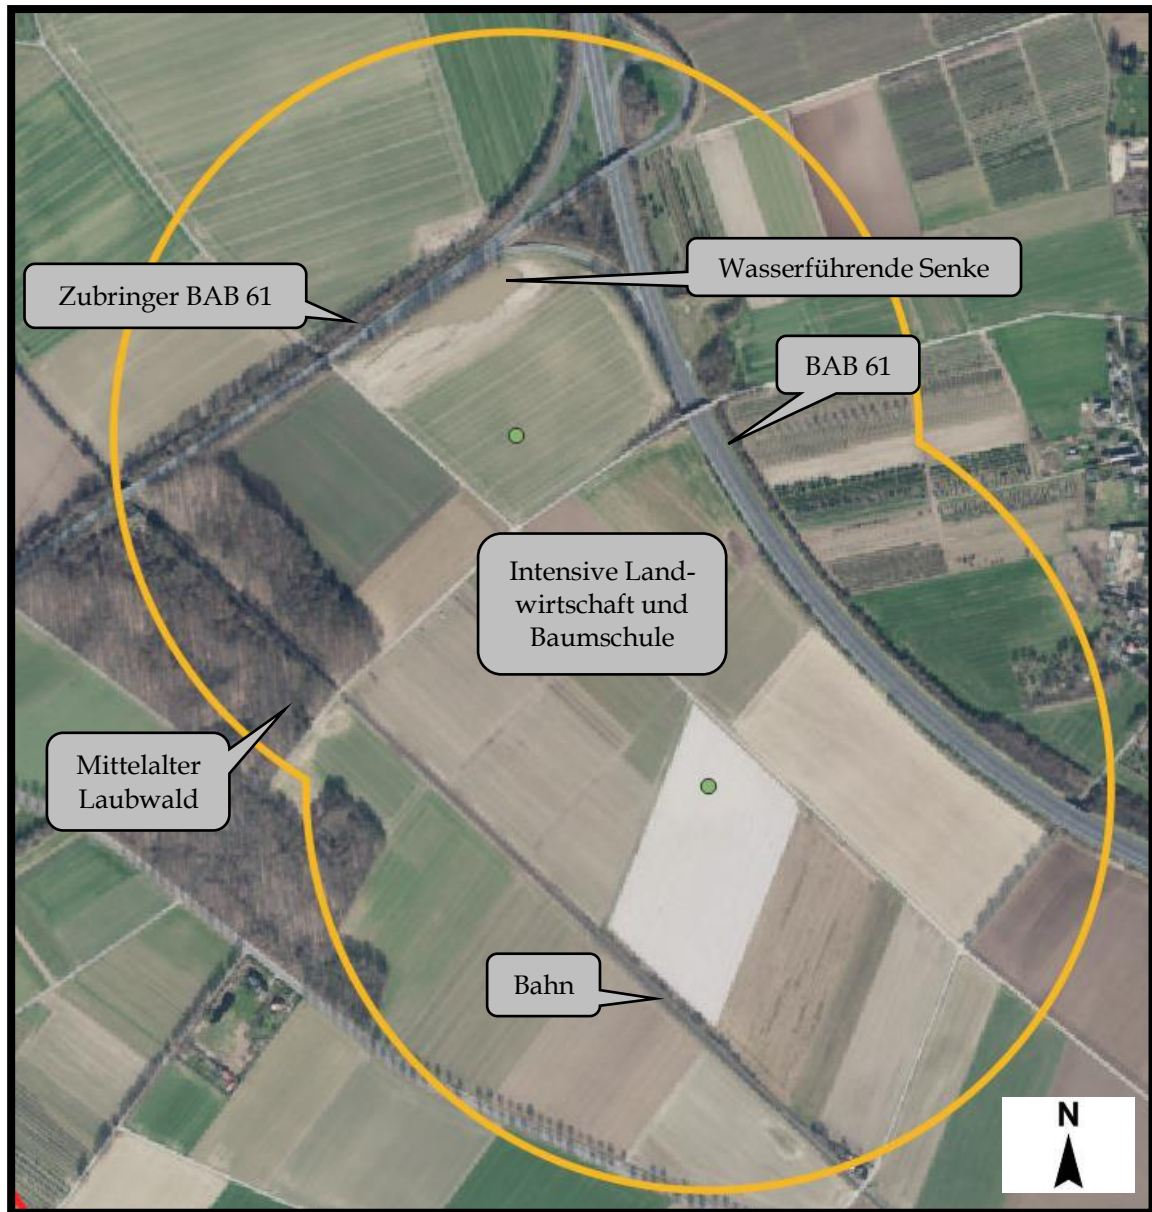 Wasserführende Senke
Zubringer BAB 61
BAB 61
Intensive Land-
wirtschaft und
Baumschule
Mittelalter
Laubwald
Bahn
N